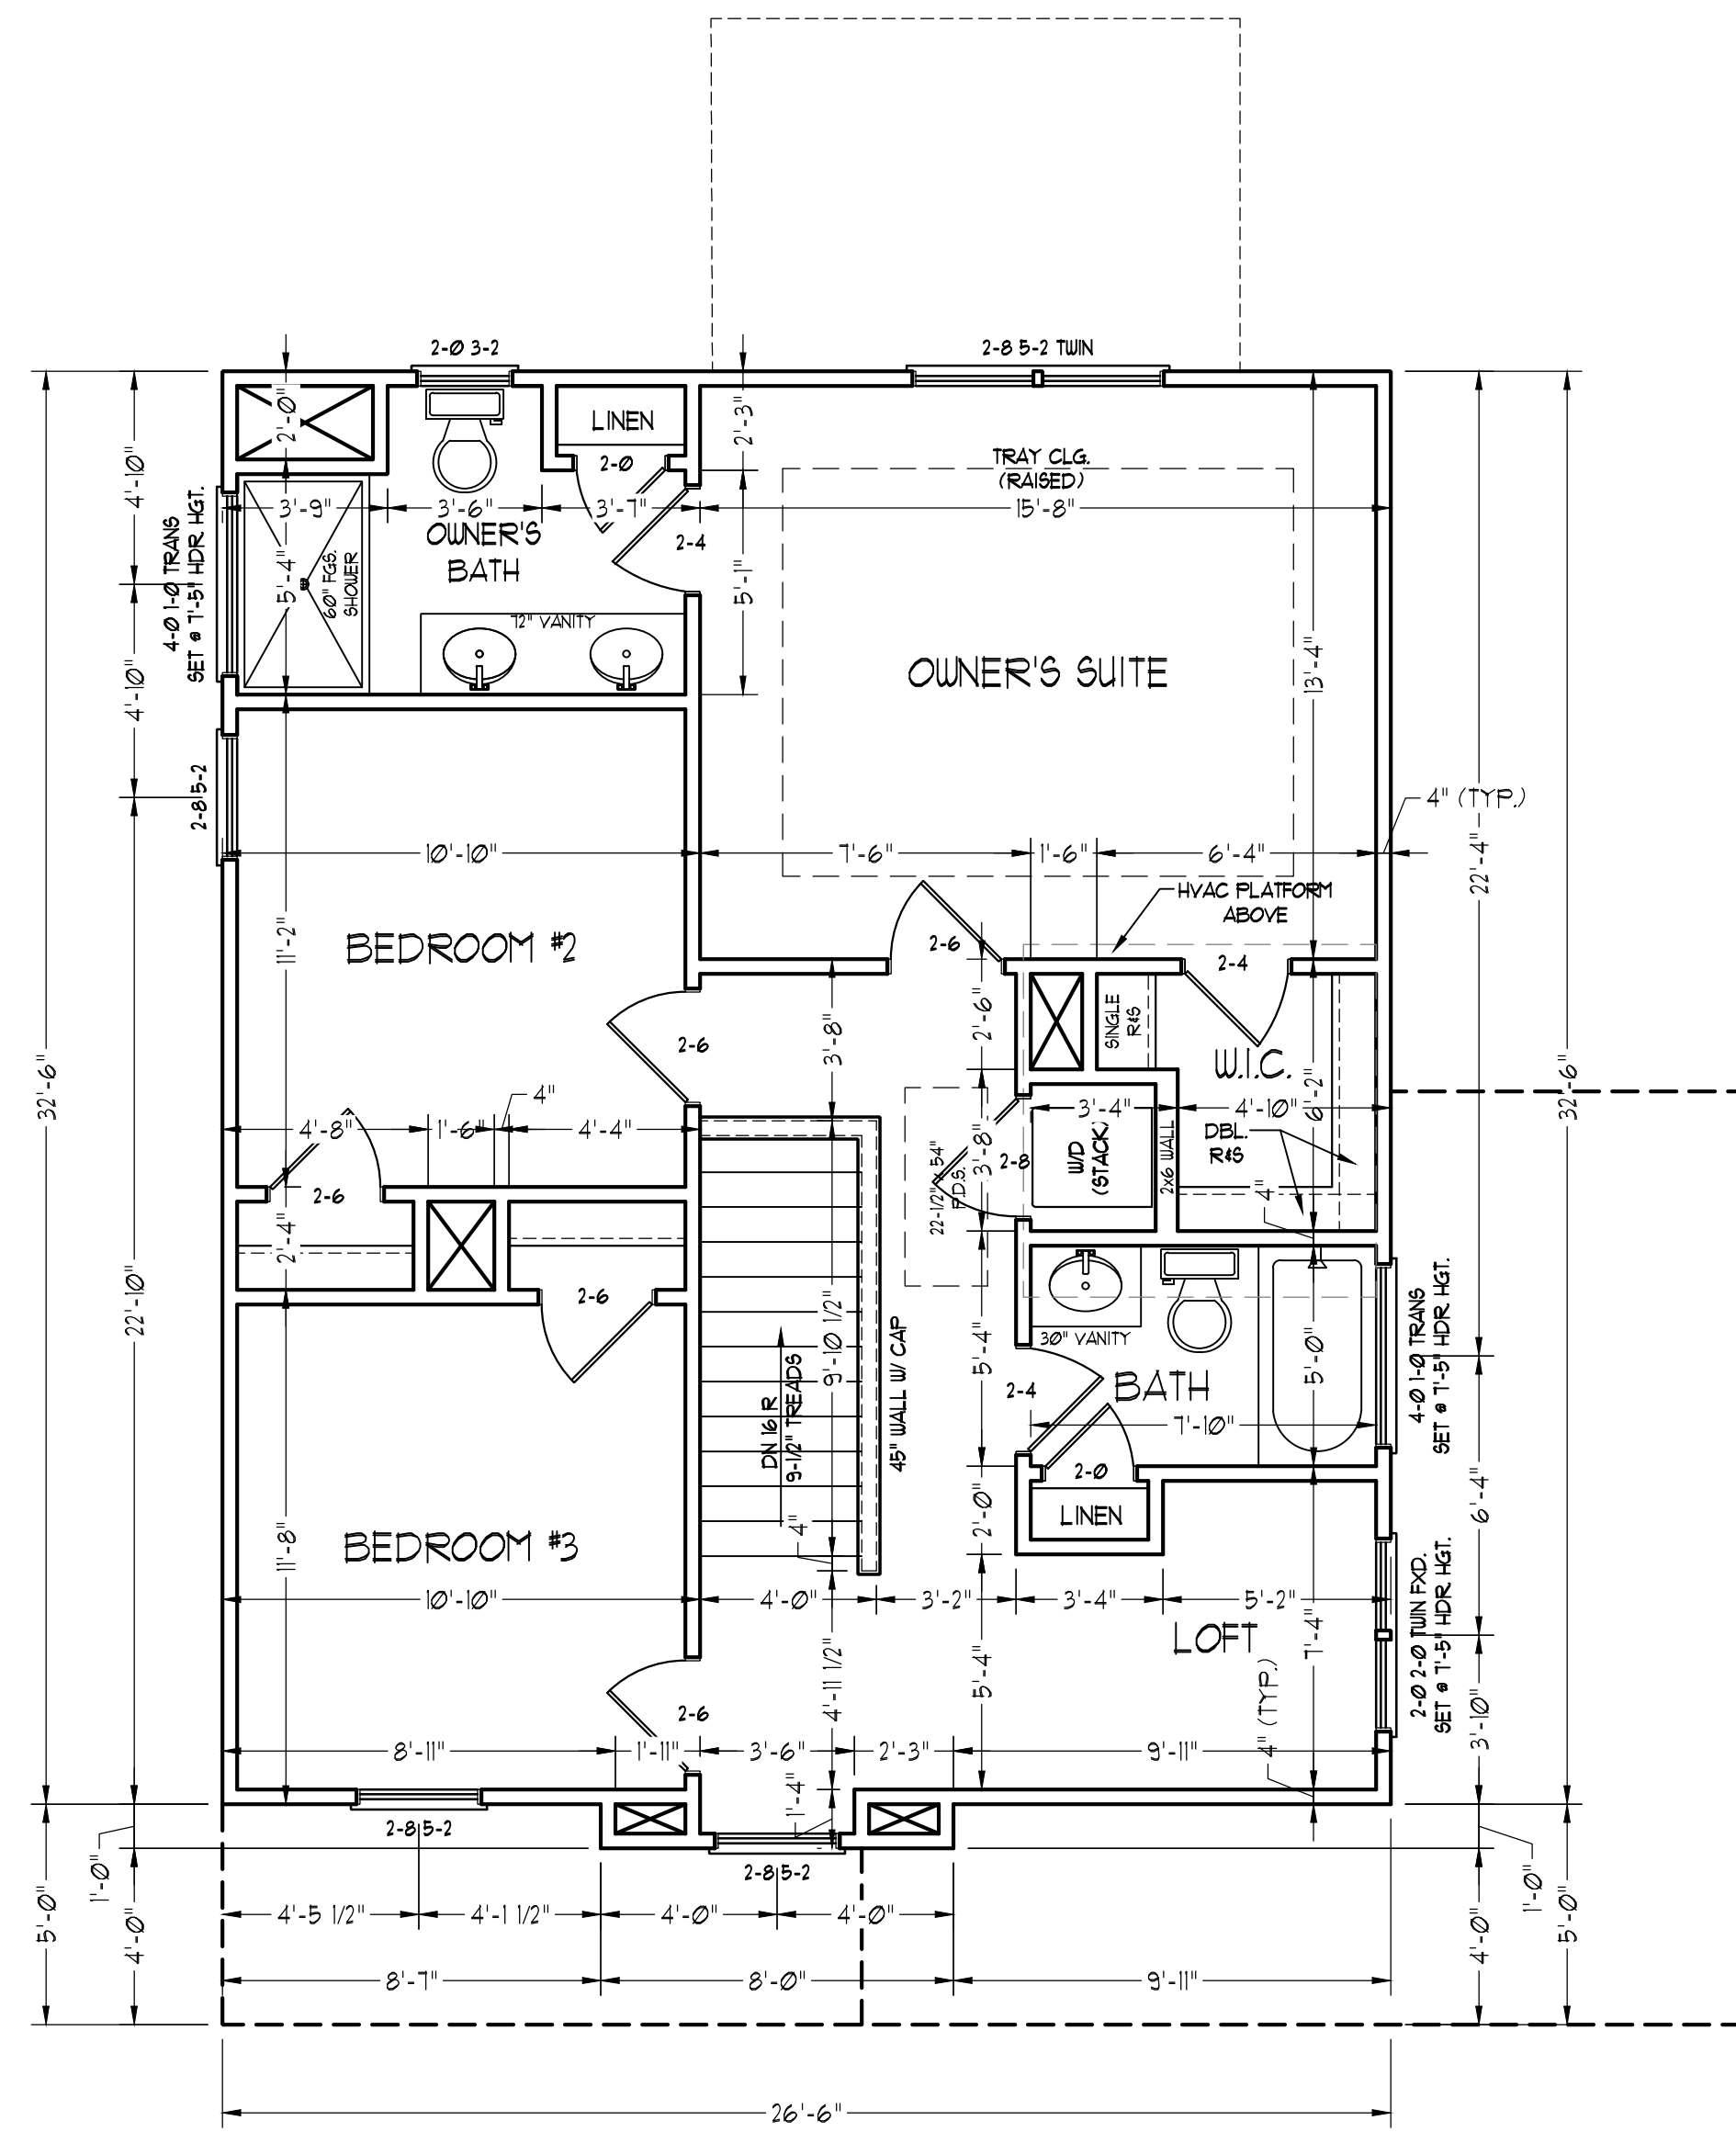 2-0 3-2
2-8 5-2 TWIN
2'-0"
LINEN
2-0
2'-3"
TRAY CLG.
(RAISED)
4'-10"
4-0 1-0 TRANS
SET @ 7'-5" HDR. HGT.
3'-9"
3'-6"
3'-7"
15'-8"
OWNER'S
BATH
2-4
5'-4"
60" FGS.
SHOWER
5'-1"
72" VANITY
4'-10"
OWNER'S SUITE
13'-4"
2-8 5-2
4" (TYP.)
10'-10"
7'-6"
1'-6"
6'-4"
22'-4"
HVAC PLATFORM
ABOVE
11'-2"
BEDROOM #2
2-6
2-4
2'-6"
SINGLE
R&S
3'-8"
2-6
W.I.C.
6'-2"
32'-6"
32'-6"
4"
4'-8"
1'-6"
4'-4"
3'-4"
4'-10"
DBL.
R&S
22-1/2" x 54"
P.D.S.
3'-8"
2-8
W/D
(STACK)
2x6 WALL
4"
2-6
2'-4"
22'-10"
2-6
9'-10 1/2"
45" WALL W/ CAP
5'-4"
30" VANITY
5'-0"
4-0 1-0 TRANS
SET @ 7'-5" HDR. HGT.
DN 16 R
9-1/2" TREADS
2-4
BATH
7'-10"
2-0
LINEN
2'-0"
6'-4"
4"
11'-8"
BEDROOM #3
10'-10"
4'-0"
3'-2"
3'-4"
5'-2"
LOFT
7'-4"
2-0 2-0 TWIN FXD.
SET @ 7'-5" HDR. HGT.
4'-11 1/2"
5'-4"
4" (TYP.)
2-6
3'-10"
8'-11"
1'-11"
3'-6"
2'-3"
9'-11"
1'-4"
2-8 5-2
2-8 5-2
1'-0"
5'-0"
4'-0"
1'-0"
4'-0"
5'-0"
4'-5 1/2"
4'-1 1/2"
4'-0"
4'-0"
8'-7"
8'-0"
9'-11"
26'-6"